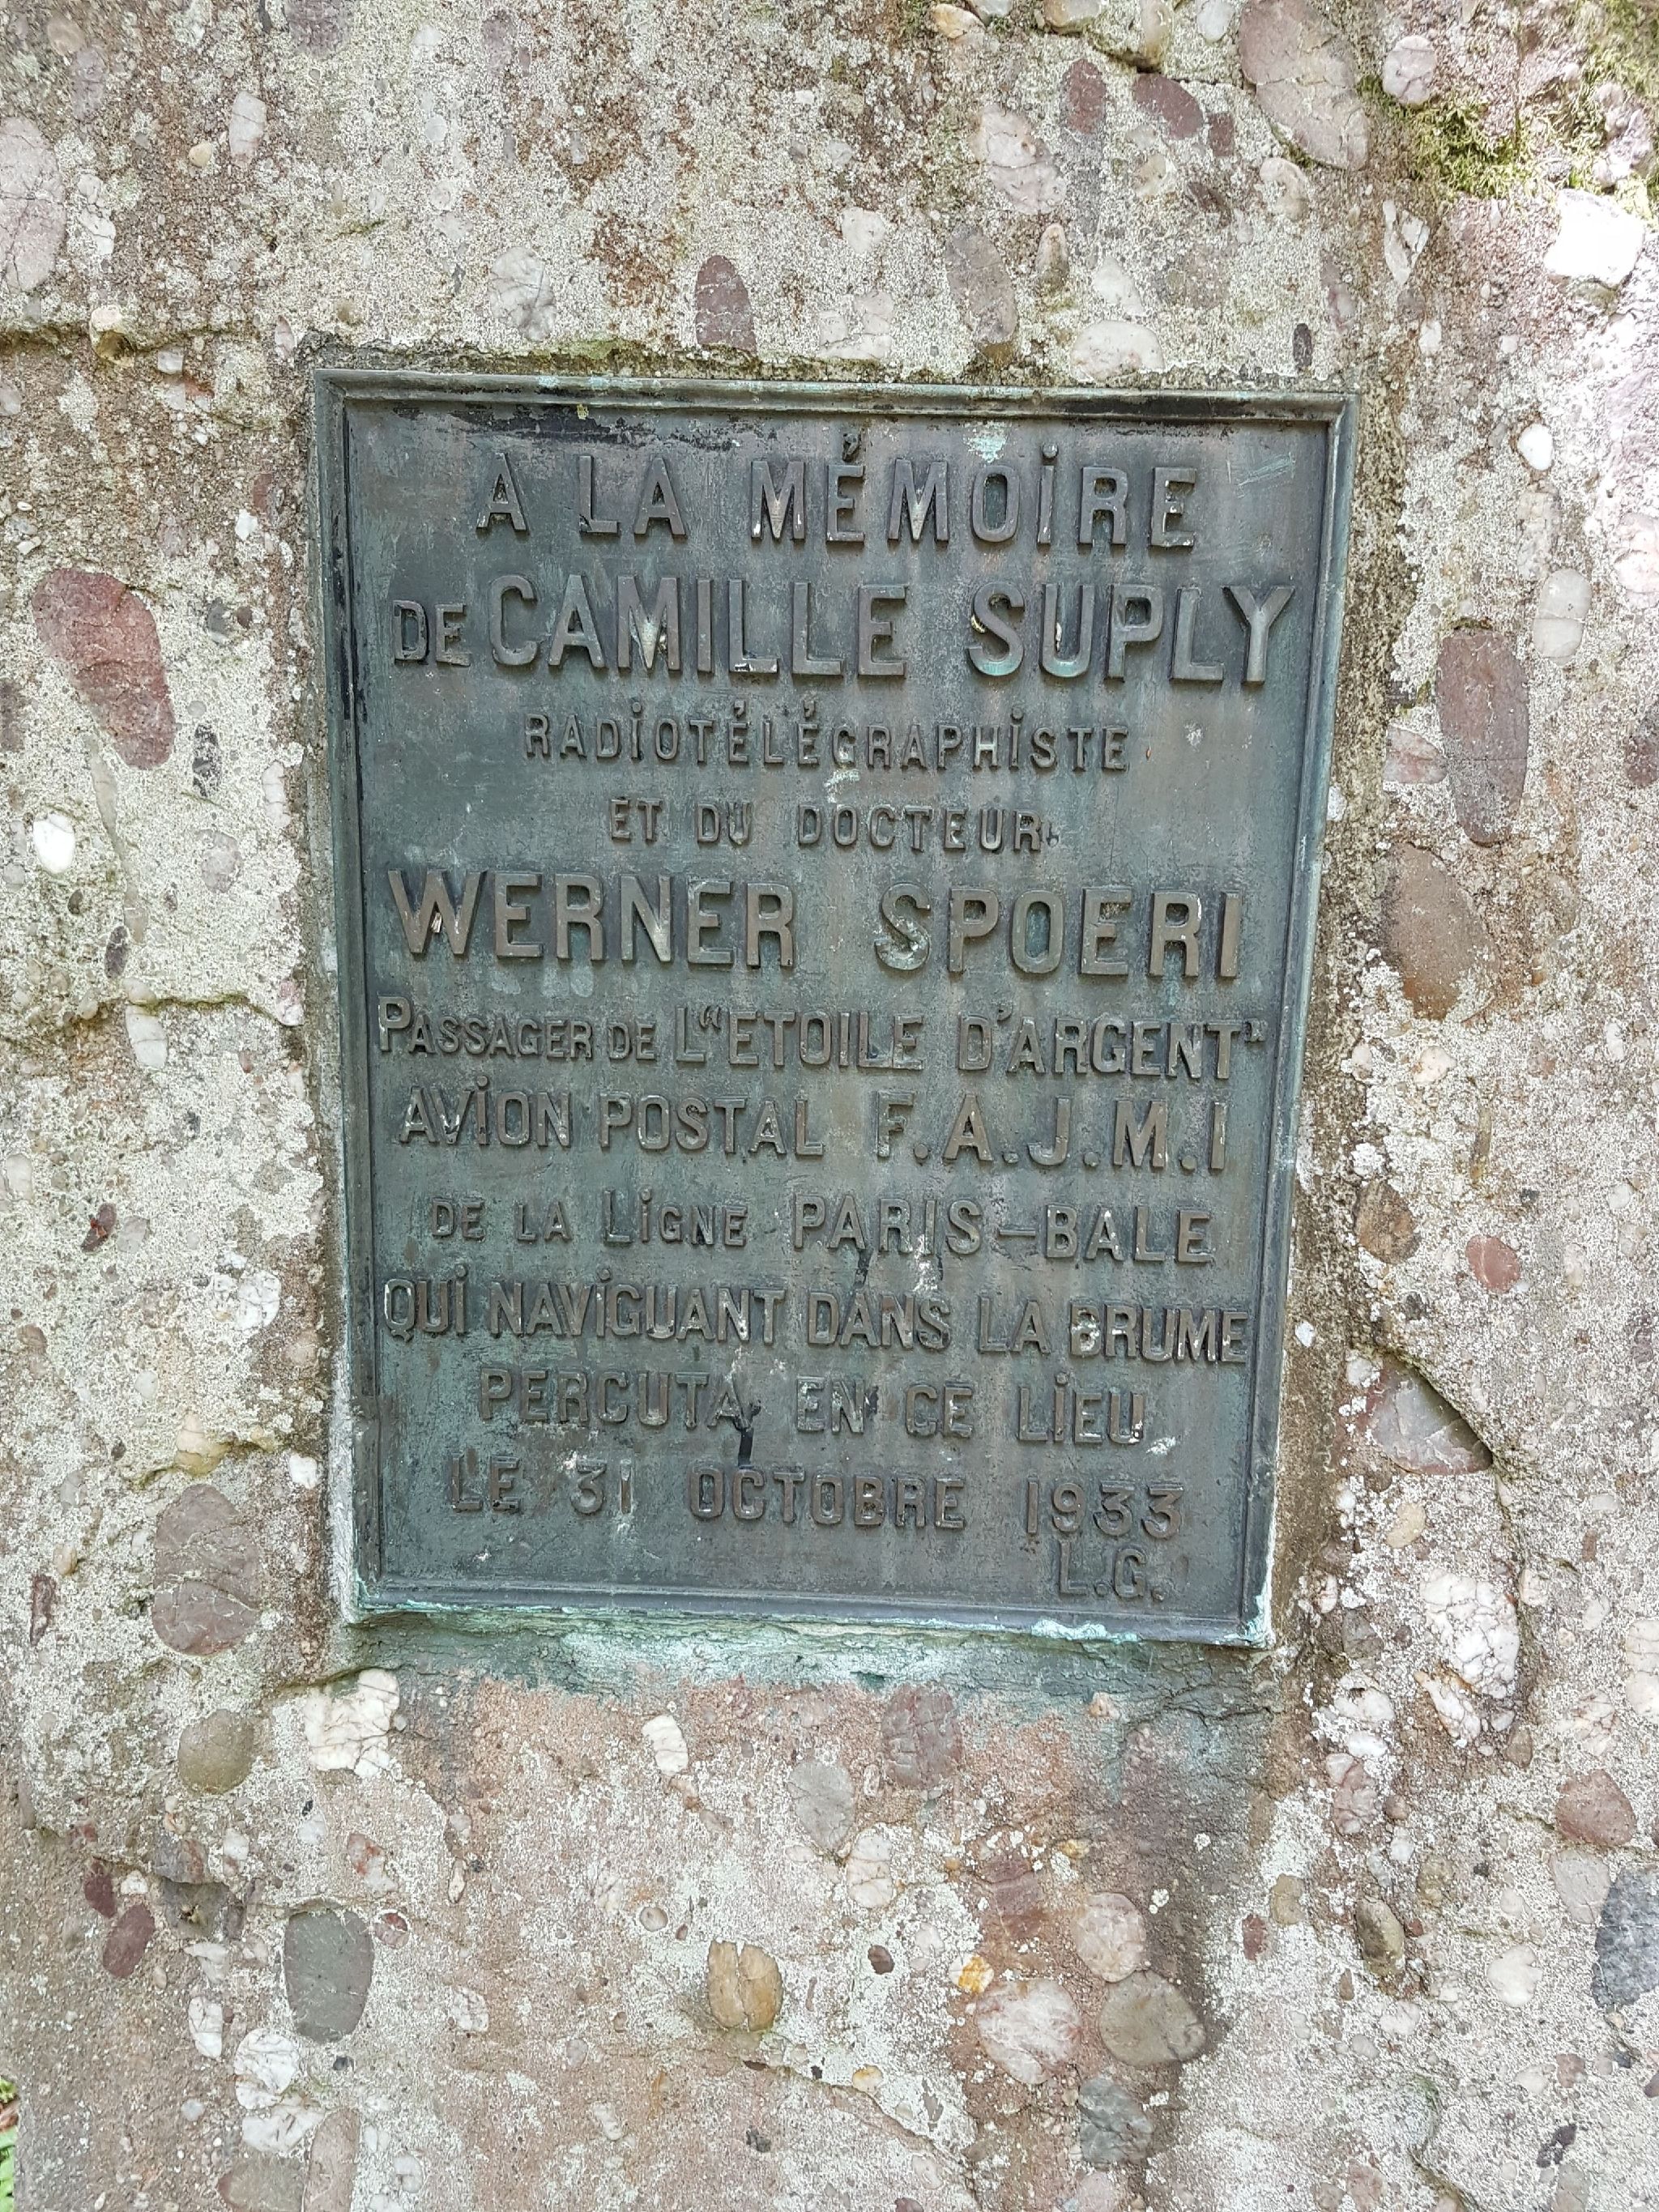 A LA MÉMOIRE
DE CAMILLE SUPLY
RADIOTÉLÉGRAPHISTE
ET DU DOCTEUR
WERNER SPOERI
PASSAGER DE L'"ETOILE D'ARGENT"
AVION POSTAL F.A.J.M.I
DE LA LIGNE PARIS-BALE
QUI NAVIGUANT DANS LA BRUME
PERCUTA EN CE LIEU
LE 31 OCTOBRE 1933
L.G.